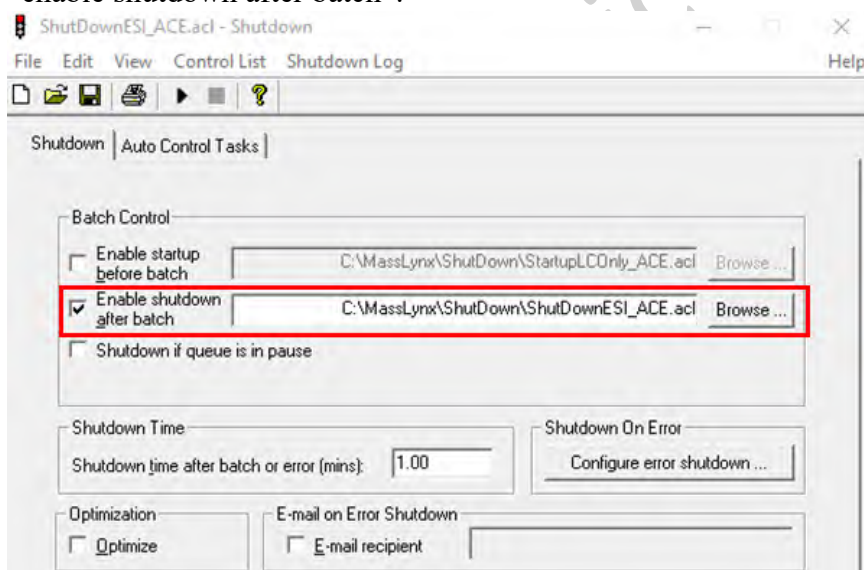 "enable shutdown after batch".
ShutDownESI_ACE.acl - Shutdown
File Edit View Control List Shutdown Log Help
Shutdown Auto Control Tasks
Batch Control
Enable startup before batch C:\MassLynx\ShutDown\StartupLCOnly_ACE.acl Browse ...
Enable shutdown after batch C:\MassLynx\ShutDown\ShutDownESI_ACE.acl Browse ...
Shutdown if queue is in pause
Shutdown Time Shutdown On Error
Shutdown time after batch or error (mins): 1.00 Configure error shutdown ...
Optimization E-mail on Error Shutdown
Optimize E-mail recipient